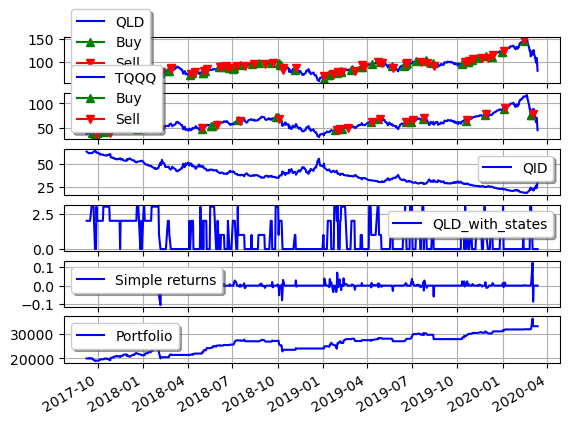 QLD
Buy
Sell
150
100
TQQQ
Buy
Sell
100
50
QID
50
25
QLD_with_states
2.5
0.0
Simple returns
0.1
0.0
−0.1
Portfolio
30000
20000
2017-10 2018-01 2018-04 2018-07 2018-10 2019-01 2019-04 2019-07 2019-10 2020-01 2020-04